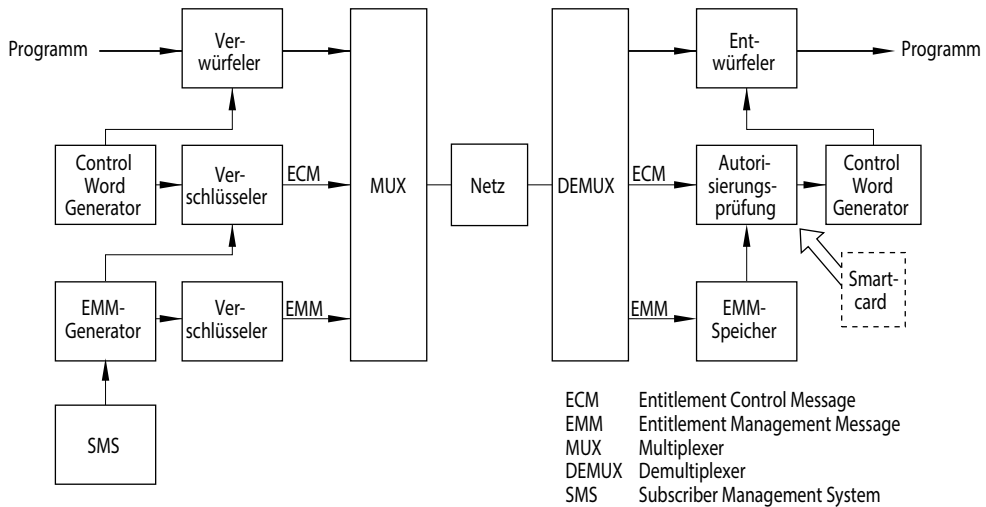 Programm
Ver-
würfeler
Ent-
würfeler
Programm
Control
Word
Generator
Ver-
schlüsseler
ECM
MUX
Netz
DEMUX
ECM
Autori-
sierungs-
prüfung
Control
Word
Generator
EMM-
Generator
Ver-
schlüsseler
EMM
EMM
EMM-
Speicher
Smart-
card
SMS
ECM Entitlement Control Message
EMM Entitlement Management Message
MUX Multiplexer
DEMUX Demultiplexer
SMS Subscriber Management System